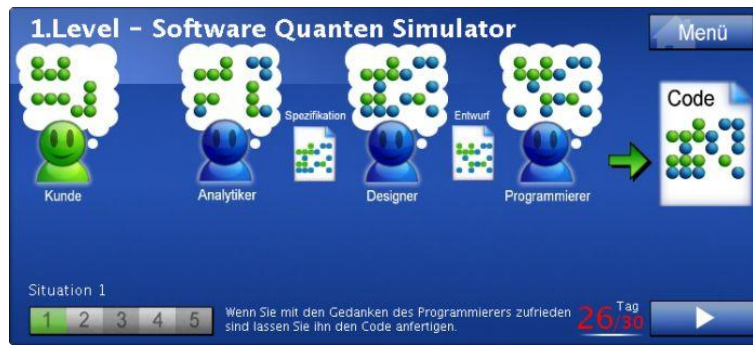 1.Level – Software Quanten Simulator
Menü
Spezifikation
Entwurf
Code
Kunde
Analytiker
Designer
Programmierer
Situation 1
1 2 3 4 5
Wenn Sie mit den Gedanken des Programmierers zufrieden
sind lassen Sie ihn den Code anfertigen.
Tag
26/30